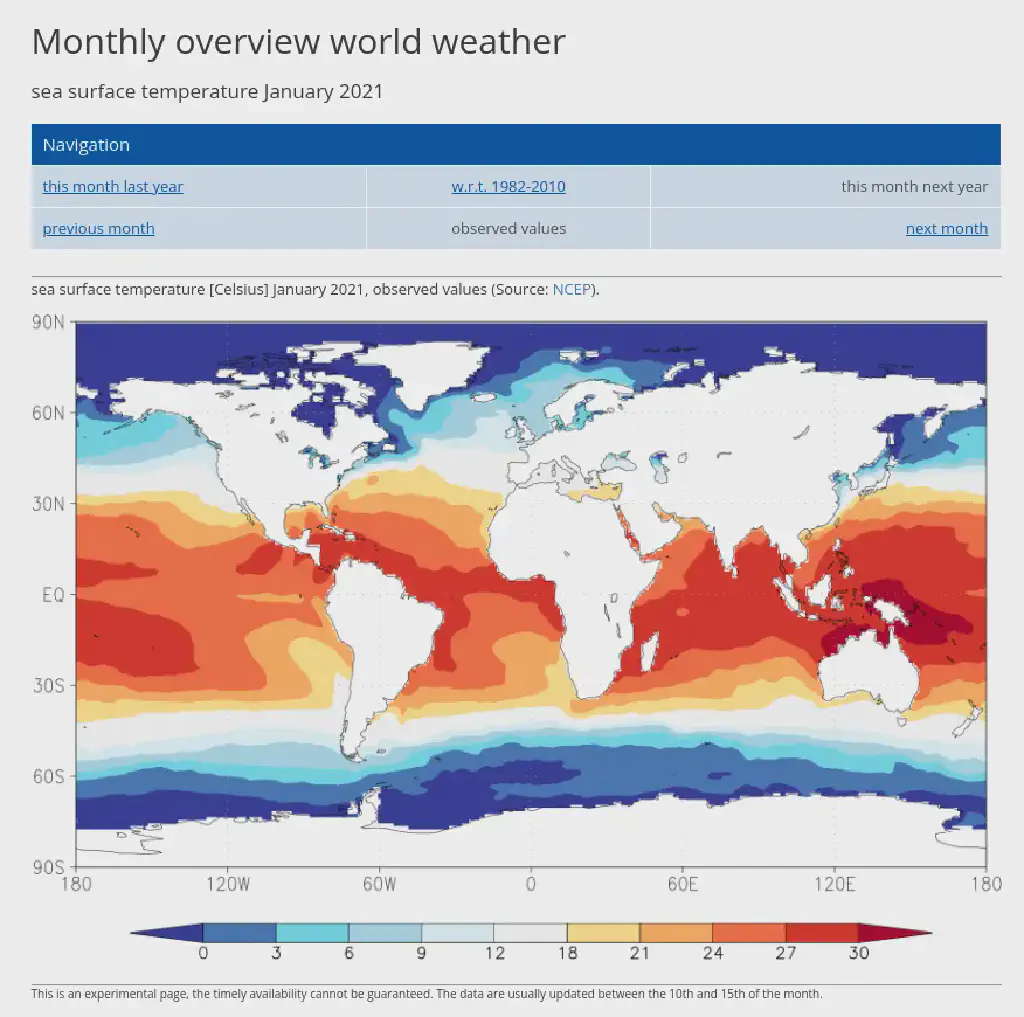 Monthly overview world weather
sea surface temperature January 2021
Navigation
this month last year w.r.t. 1982-2010 this month next year
previous month observed values next month
sea surface temperature [Celsius] January 2021, observed values (Source: NCEP).
90N
60N
30N
EQ
30S
60S
90S
180 120W 60W 0 60E 120E 180
0 3 6 9 12 18 21 24 27 30
This is an experimental page, the timely availability cannot be guaranteed. The data are usually updated between the 10th and 15th of the month.